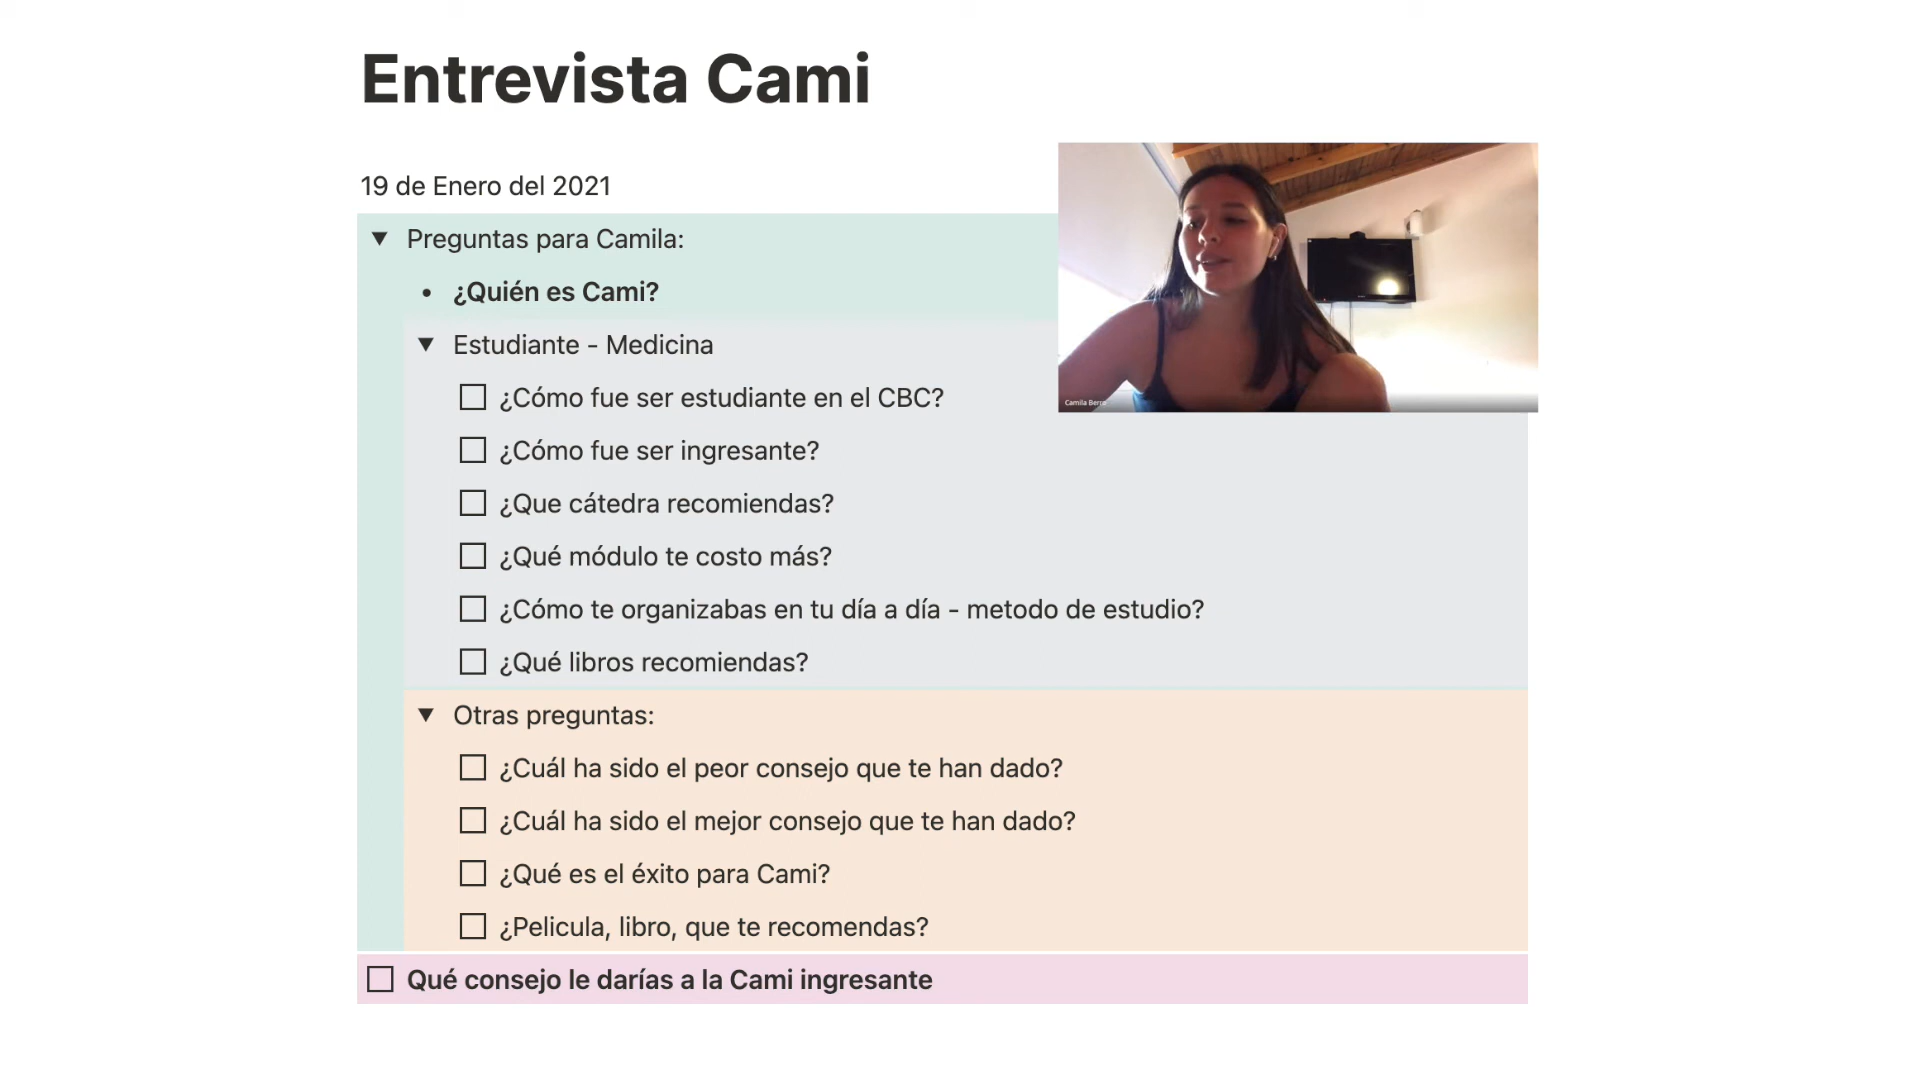 Entrevista Cami
19 de Enero del 2021
Preguntas para Camila:
¿Quién es Cami?
Estudiante - Medicina
¿Cómo fue ser estudiante en el CBC?
¿Cómo fue ser ingresante?
¿Que cátedra recomiendas?
¿Qué módulo te costo más?
¿Cómo te organizabas en tu día a día - metodo de estudio?
¿Qué libros recomiendas?
Otras preguntas:
¿Cuál ha sido el peor consejo que te han dado?
¿Cuál ha sido el mejor consejo que te han dado?
¿Qué es el éxito para Cami?
¿Pelicula, libro, que te recomendas?
Qué consejo le darías a la Cami ingresante
Camila